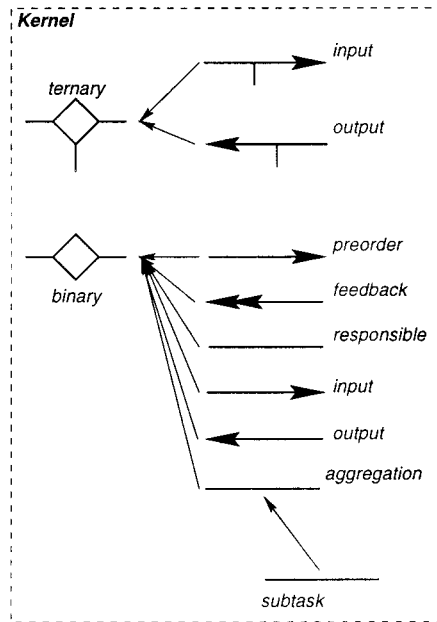 Kernel
input
ternary
output
preorder
binary
feedback
responsible
input
output
aggregation
subtask